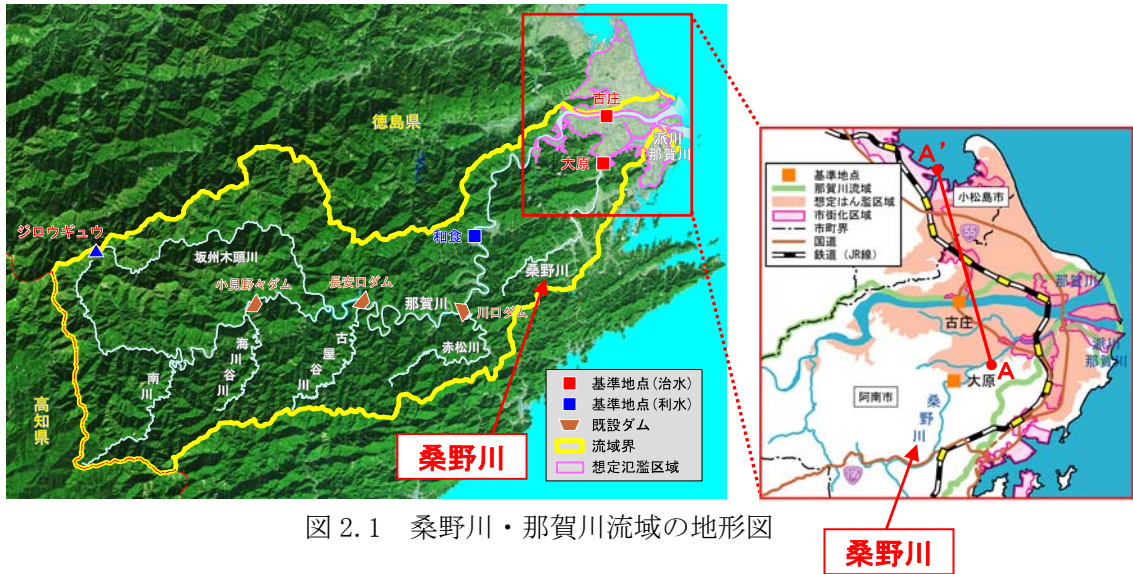 徳島県
古庄
派川
那賀川
大原
ジロウギュウ
和食
坂州木頭川
桑野川
小見野々ダム
長安口ダム
那賀川
川口ダム
古屋谷川
海川谷川
赤松川
南川
高知県
桑野川
基準地点(治水)
基準地点(利水)
既設ダム
流域界
想定氾濫区域
A'
基準地点
那賀川流域
想定はん濫区域
市街化区域
市町界
国道
鉄道(JR線)
小松島市
55
那賀川
古庄
派川
那賀川
A
大原
阿南市
桑野川
195
桑野川
図 2.1 桑野川・那賀川流域の地形図